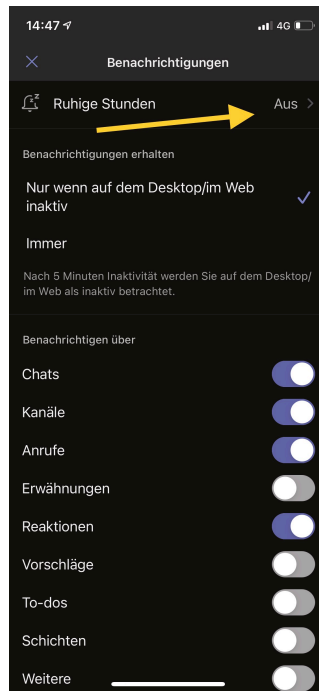 14:47
4G
Benachrichtigungen
Ruhige Stunden Aus
Benachrichtigungen erhalten
Nur wenn auf dem Desktop/im Web
inaktiv
Immer
Nach 5 Minuten Inaktivität werden Sie auf dem Desktop/
im Web als inaktiv betrachtet.
Benachrichtigen über
Chats
Kanäle
Anrufe
Erwähnungen
Reaktionen
Vorschläge
To-dos
Schichten
Weitere